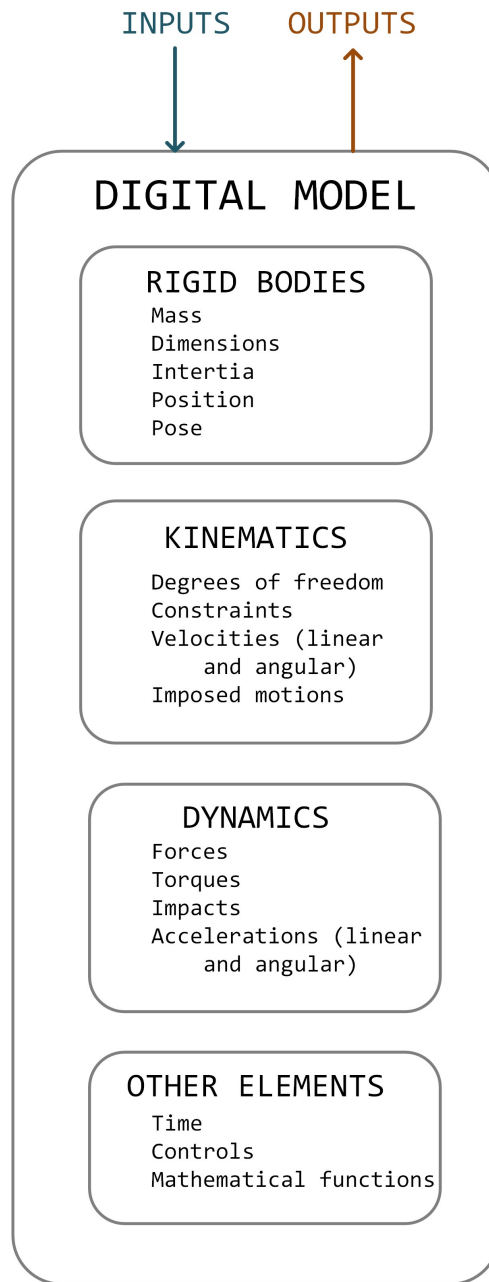 INPUTS OUTPUTS
DIGITAL MODEL
RIGID BODIES
Mass
Dimensions
Intertia
Position
Pose
KINEMATICS
Degrees of freedom
Constraints
Velocities (linear
and angular)
Imposed motions
DYNAMICS
Forces
Torques
Impacts
Accelerations (linear
and angular)
OTHER ELEMENTS
Time
Controls
Mathematical functions